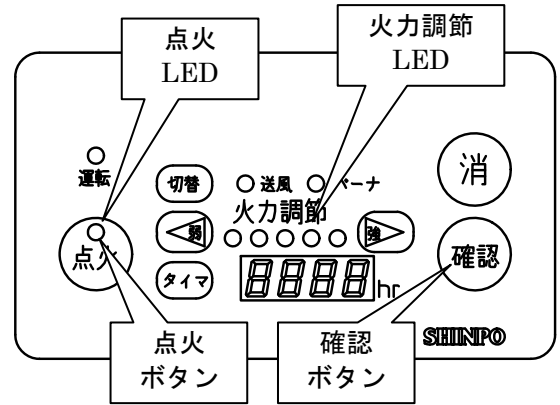 点火
LED
火力調節
LED
運転
切替
送風
バーナ
消
火力調節
弱
強
点火
確認
タイマ
8888
hr
SHINPO
点火
ボタン
確認
ボタン